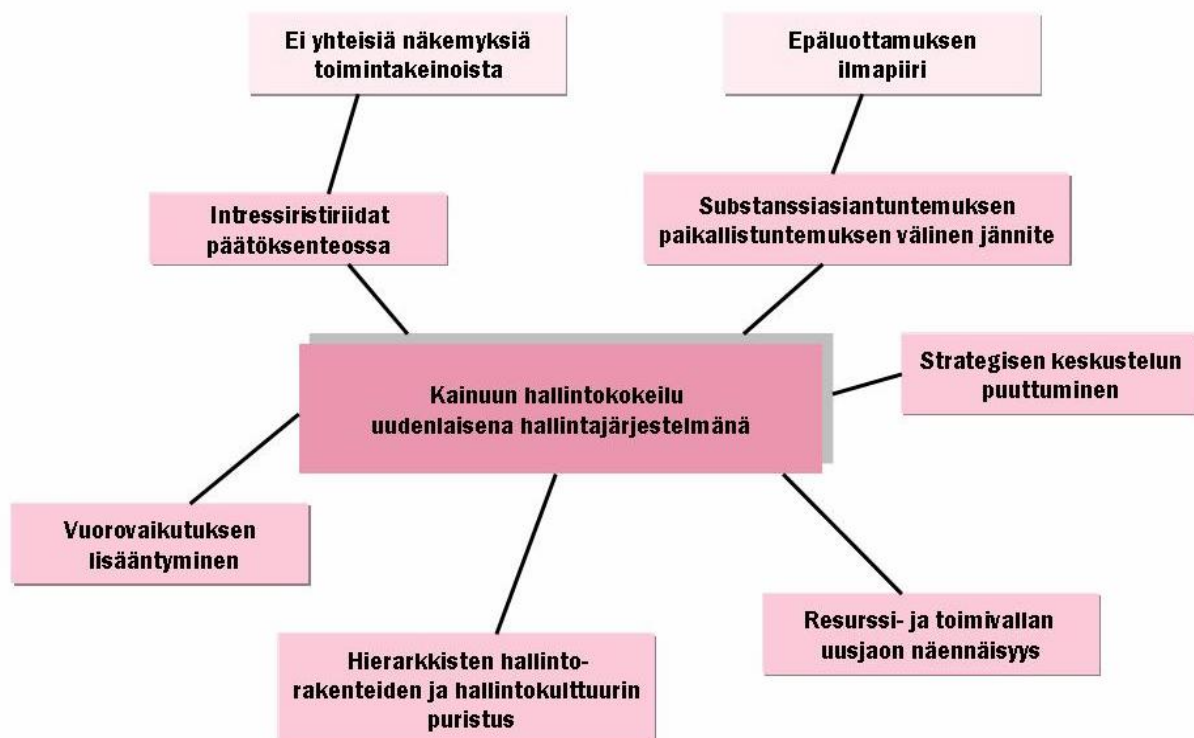 Ei yhteisiä näkemyksiä
toimintakeinoista
Epäluottamuksen
ilmapiiri
Intressiristiriidat
päätöksenteossa
Substanssiasiantuntemuksen
paikallistuntemuksen välinen jännite
Strategisen keskustelun
puuttuminen
Kainuun hallintokokeilu
uudenlaisena hallintajärjestelmänä
Vuorovaikutuksen
lisääntyminen
Hierarkkisten hallinto-
rakenteiden ja hallintokulttuurin
puristus
Resurssi- ja toimivallan
uusjaon näennäisyys